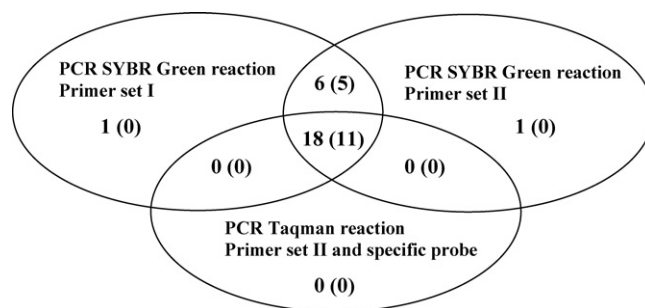 PCR SYBR Green reaction
Primer set I
1 (0)
6 (5)
PCR SYBR Green reaction
Primer set II
1 (0)
18 (11)
0 (0)
0 (0)
PCR Taqman reaction
Primer set II and specific probe
0 (0)